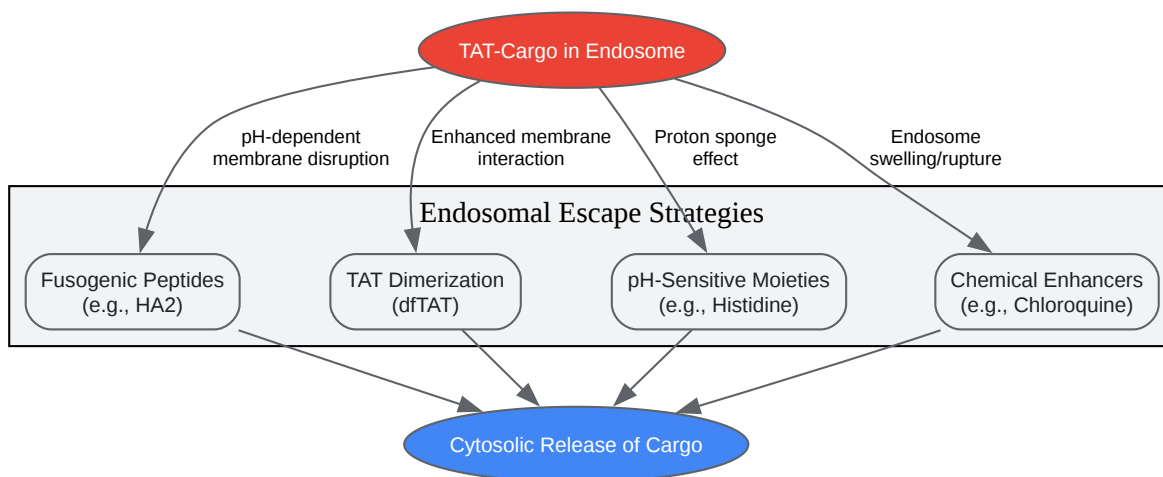 TAT-Cargo in Endosome
pH-dependent
membrane disruption
Enhanced membrane
interaction
Proton sponge
effect
Endosome
swelling/rupture
Endosomal Escape Strategies
Fusogenic Peptides
(e.g., HA2)
TAT Dimerization
(dfTAT)
pH-Sensitive Moieties
(e.g., Histidine)
Chemical Enhancers
(e.g., Chloroquine)
Cytosolic Release of Cargo